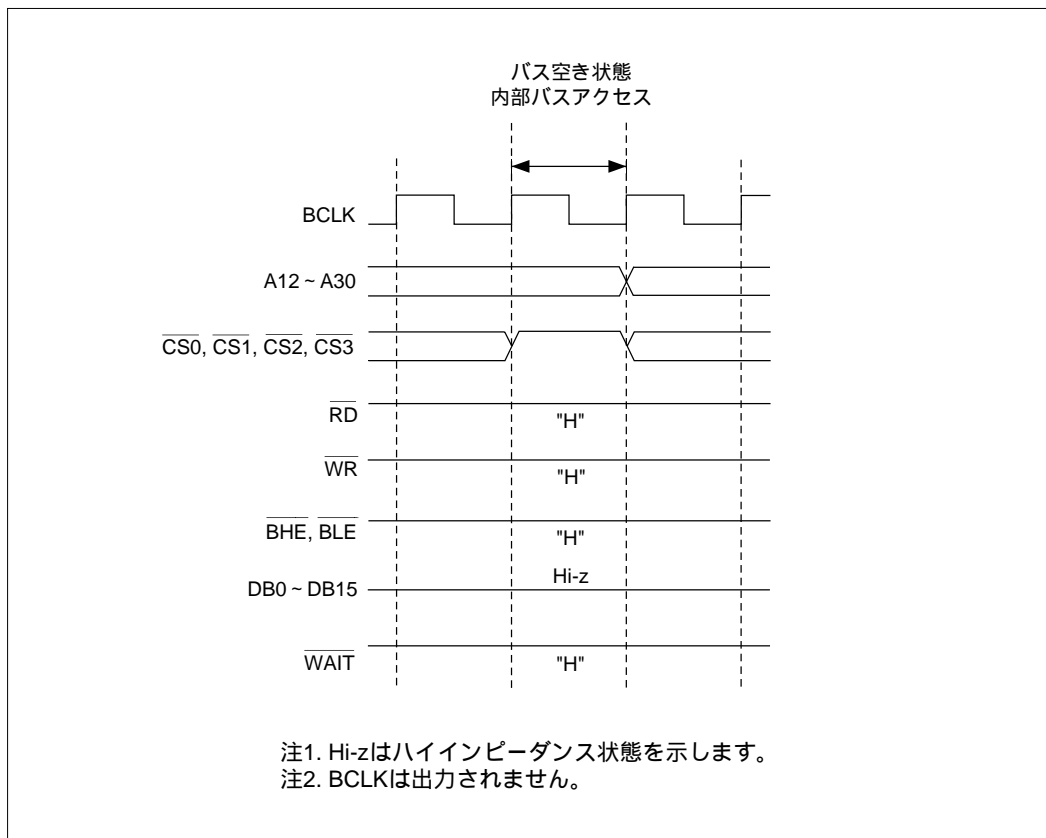 バス空き状態
内部バスアクセス
BCLK
A12 ~ A30
CS0, CS1, CS2, CS3
RD
"H"
WR
"H"
BHE, BLE
"H"
Hi-z
DB0 ~ DB15
WAIT
"H"
注1. Hi-zはハイインピーダンス状態を示します。
注2. BCLKは出力されません。